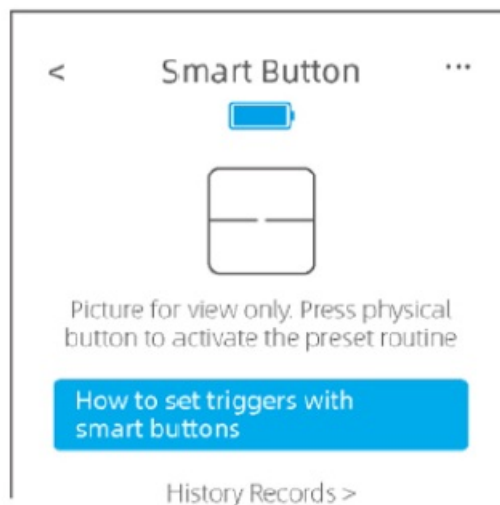 < Smart Button ...
Picture for view only. Press physical
button to activate the preset routine
How to set triggers with
smart buttons
History Records >